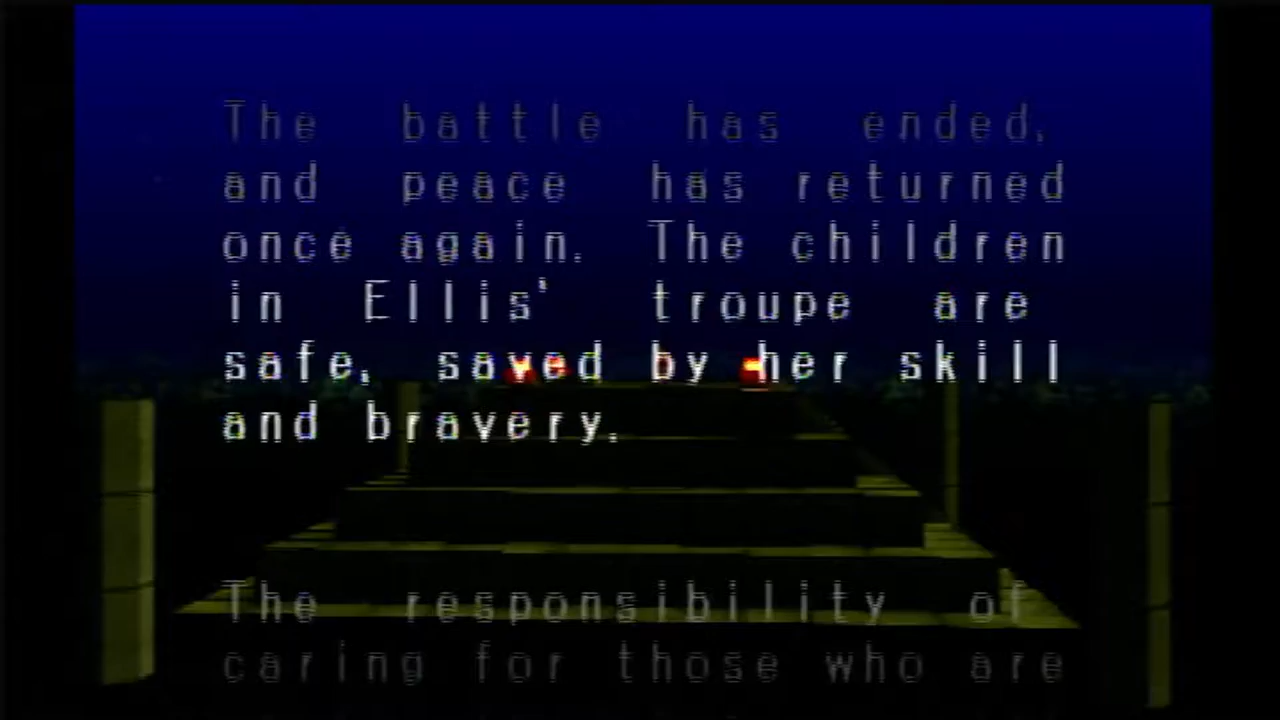 The battle has ended,
and peace has returned
once again. The children
in Ellis' troupe are
safe, saved by her skill
and bravery.
The responsibility of
caring for those who are